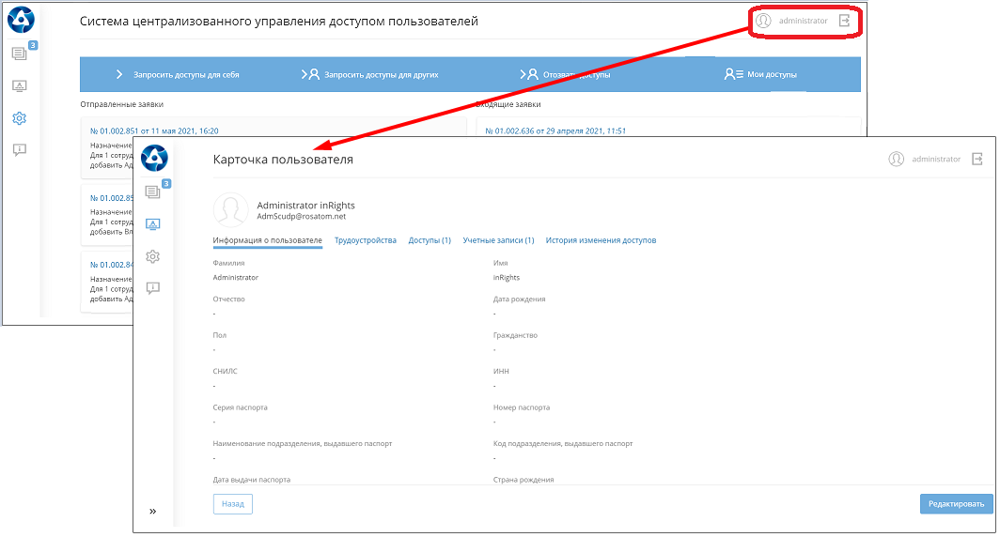 Система централизованного управления доступом пользователей
administrator
3
Запросить доступы для себя
Запросить доступы для других
Отозвать доступы
Мои доступы
Отправленные заявки
Входящие заявки
№ 01.002.851 от 11 мая 2021, 16:20
№ 01.002.636 от 29 апреля 2021, 11:51
Назначение
Для 1 сотруд
добавить Ад
№ 01.002.85
Назначение
Для 1 сотруд
добавить Вл
№ 01.002.84
Назначение
Для 1 сотруд
добавить Ад
Карточка пользователя
administrator
3
Administrator inRights
AdmScudp@rosatom.net
Информация о пользователе
Трудоустройства
Доступы (1)
Учетные записи (1)
История изменения доступов
Фамилия
Имя
Administrator
inRights
Отчество
Дата рождения
-
-
Пол
Гражданство
-
-
СНИЛС
ИНН
-
-
Серия паспорта
Номер паспорта
-
-
Наименование подразделения, выдавшего паспорт
Код подразделения, выдавшего паспорт
-
-
Дата выдачи паспорта
Страна рождения
»
Назад
Редактировать